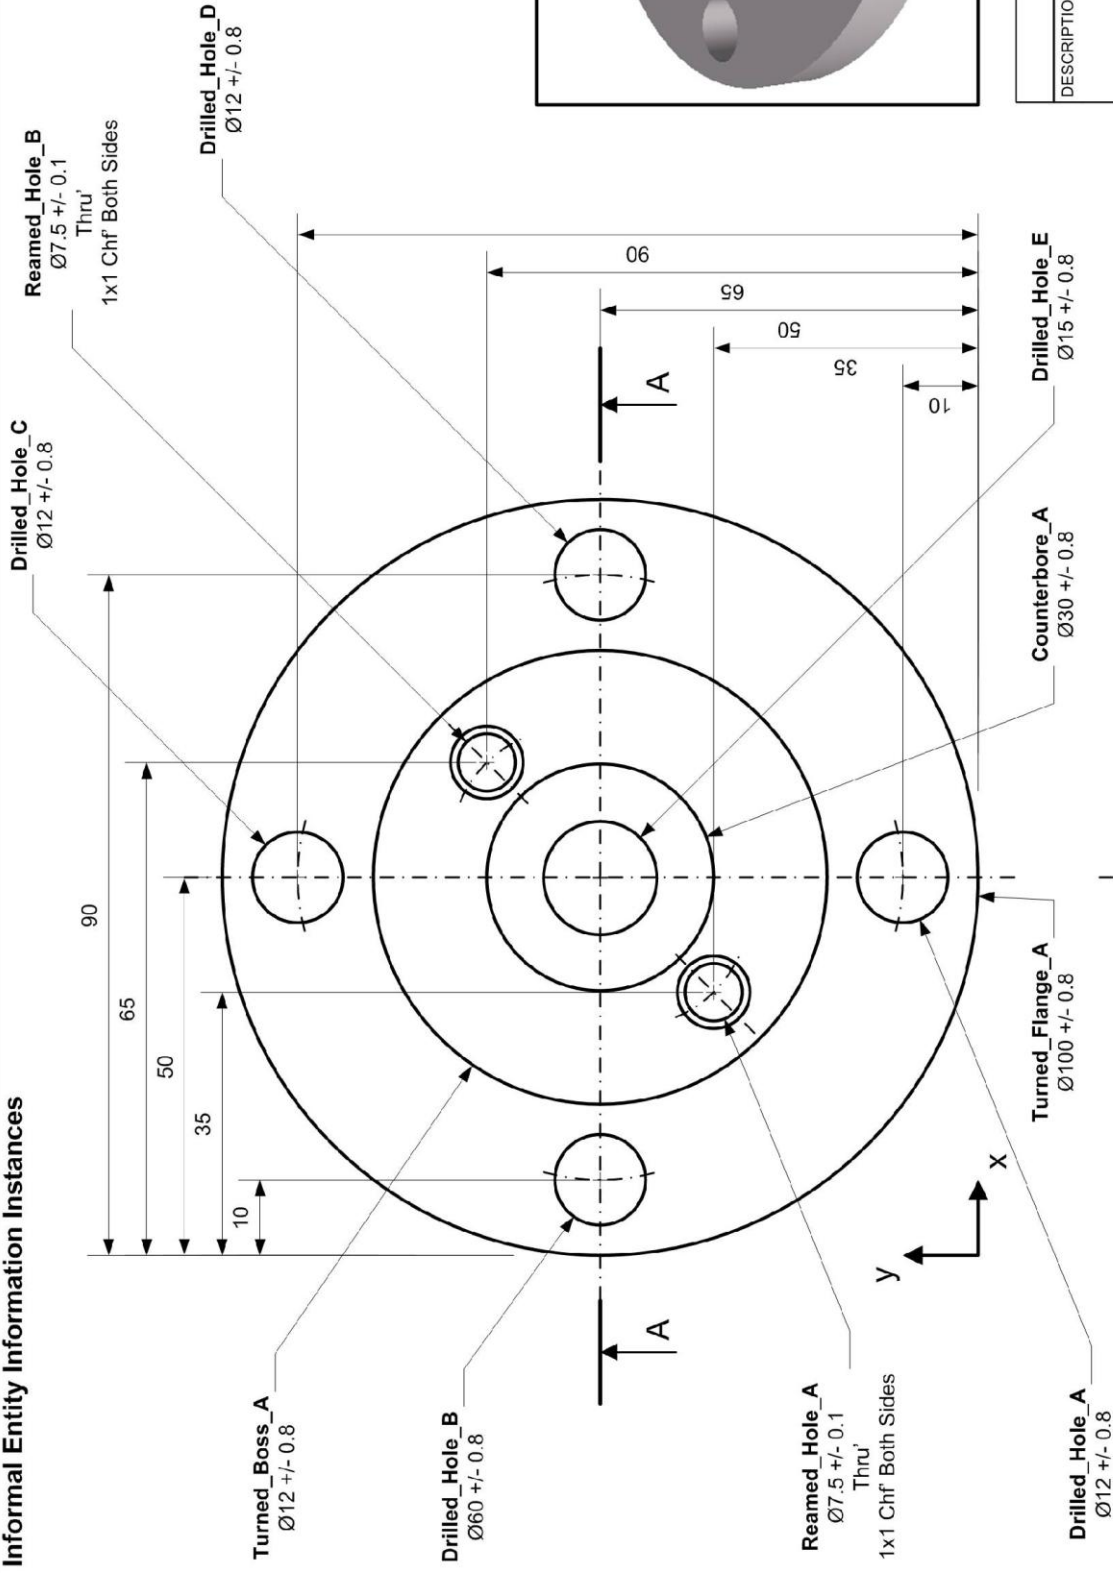 Informal Entity Information Instances
Drilled_Hole_C
Ø12 +/- 0.8
Reamed_Hole_B
Ø7.5 +/- 0.1
Thru'
1x1 Chf' Both Sides
90
65
50
35
10
Drilled_Hole_D
Ø12 +/- 0.8
Turned_Boss_A
Ø12 +/- 0.8
Drilled_Hole_B
Ø60 +/- 0.8
90
65
50
35
10
A
A
Reamed_Hole_A
Ø7.5 +/- 0.1
Thru'
1x1 Chf' Both Sides
y
x
Turned_Flange_A
Ø100 +/- 0.8
Counterbore_A
Ø30 +/- 0.8
Drilled_Hole_E
Ø15 +/- 0.8
Drilled_Hole_A
Ø12 +/- 0.8
DESCRIPTIO